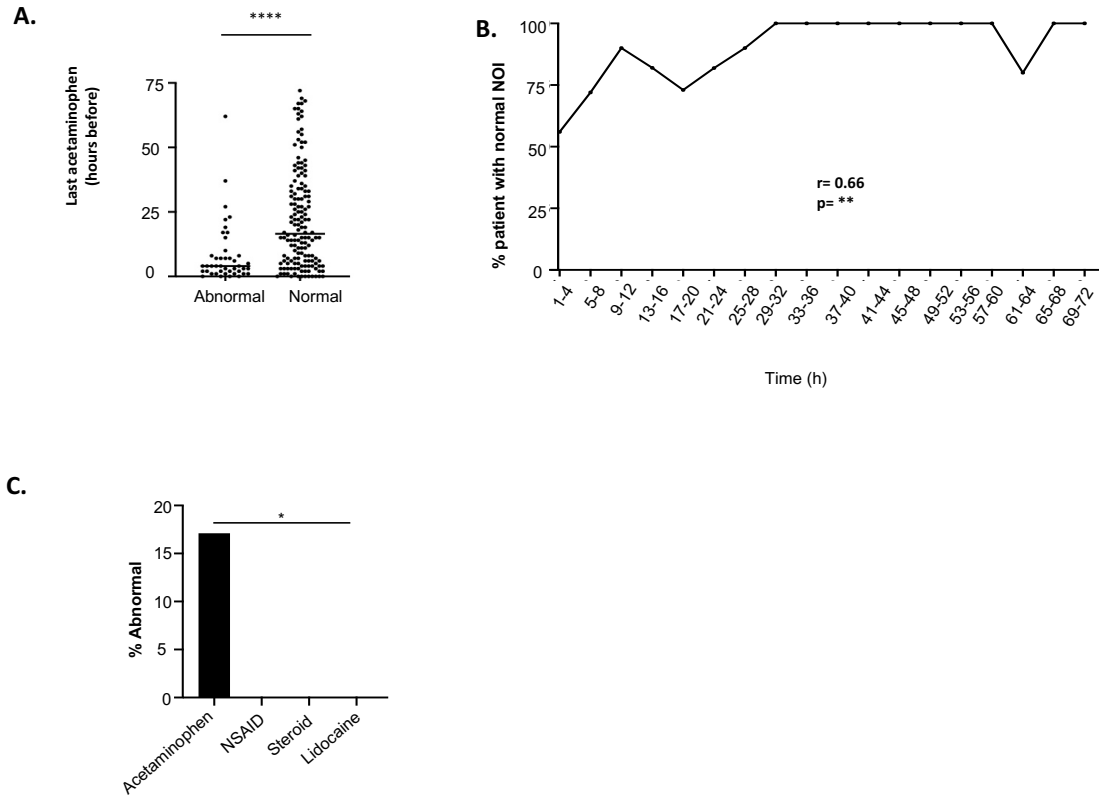 A.
****
Last acetaminophen
(hours before)
75
50
25
0
Abnormal
Normal
B.
% patient with normal NOI
100
75
50
25
0
r= 0.66
p= **
1-4
5-8
9-12
13-16
17-20
21-24
25-28
29-32
33-36
37-40
41-44
45-48
49-52
53-56
57-60
61-64
65-68
69-72
Time (h)
C.
% Abnormal
20
15
10
5
0
*
Acetaminophen
NSAID
Steroid
Lidocaine